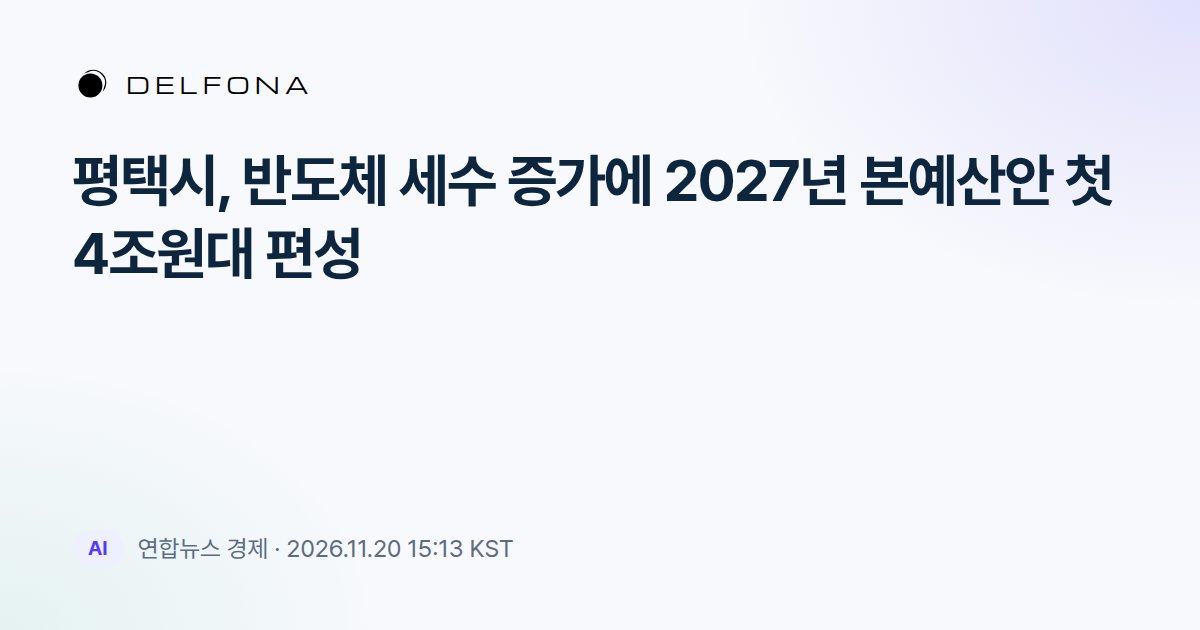 DELFONA
평택시, 반도체 세수 증가에 2027년 본예산안 첫
4조원대 편성
AI 연합뉴스 경제 · 2026.11.20 15:13 KST